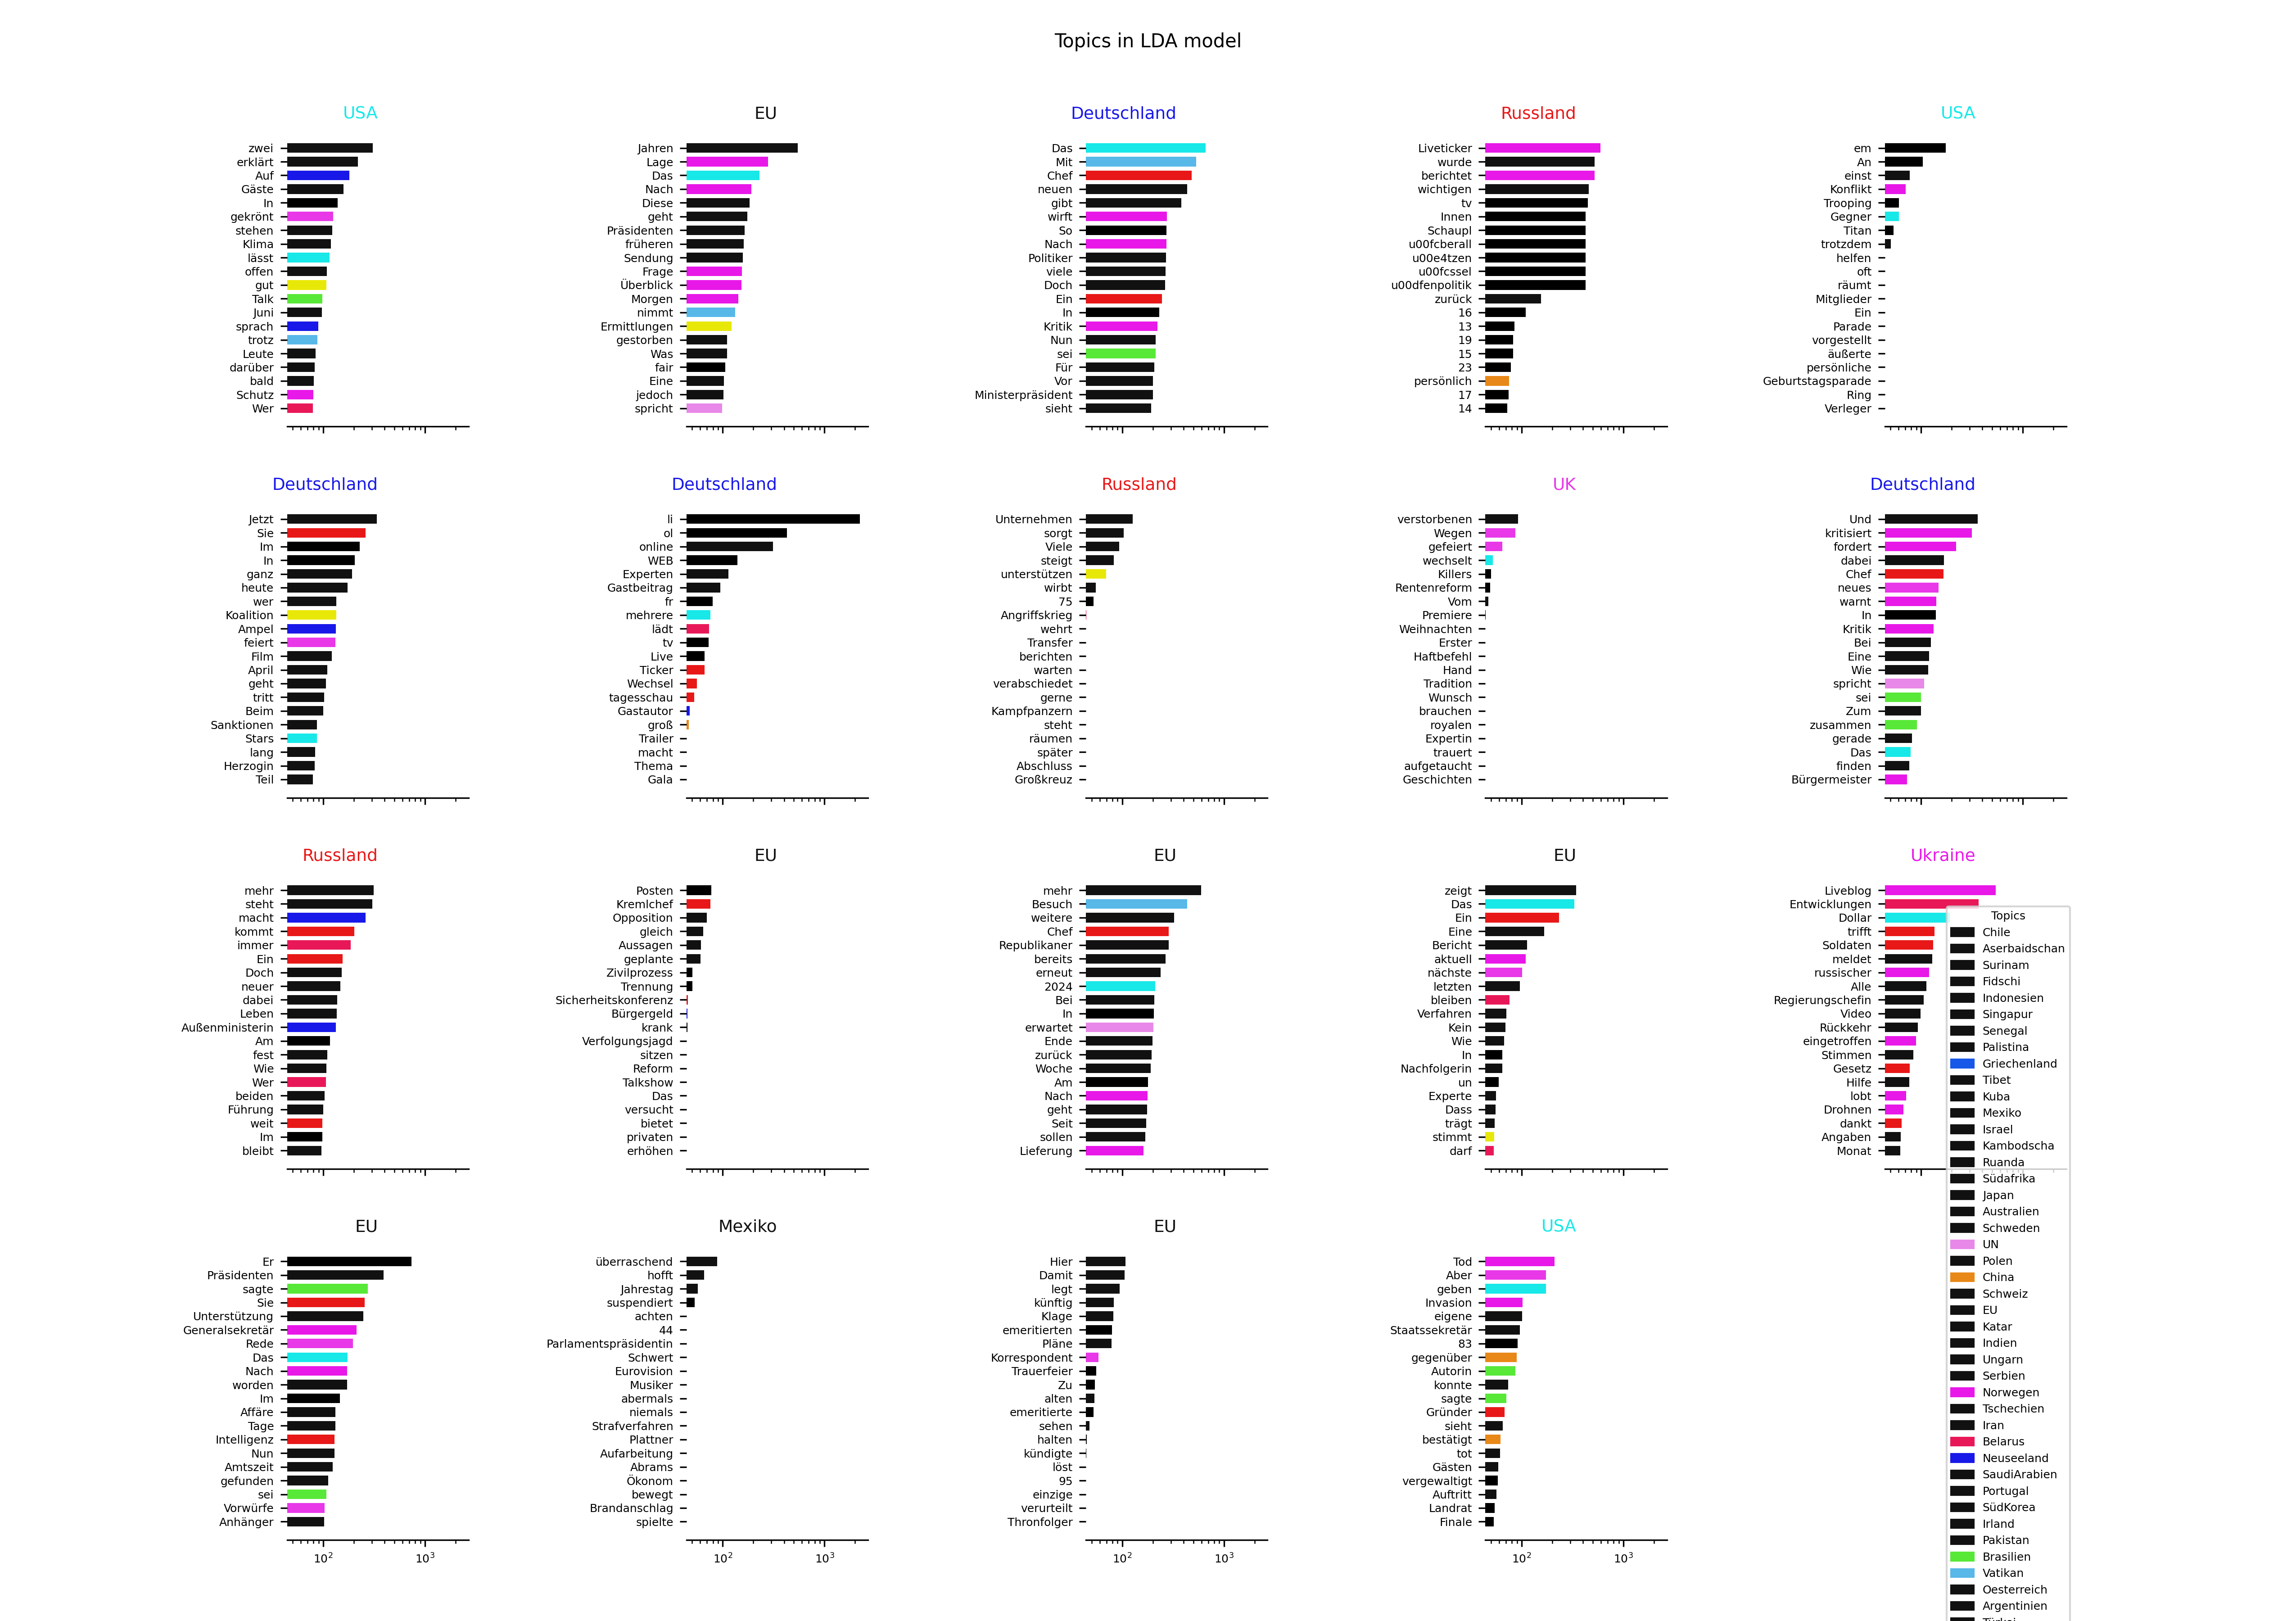 Topics in LDA model
USA
zwei
erklärt
Auf
Gäste
In
gekrönt
stehen
Klima
lässt
offen
gut
Talk
Juni
sprach
trotz
Leute
darüber
bald
Schutz
Wer
EU
Jahren
Lage
Das
Nach
Diese
geht
Präsidenten
früheren
Sendung
Frage
Überblick
Morgen
nimmt
Ermittlungen
gestorben
Was
fair
Eine
jedoch
spricht
Deutschland
Das
Mit
Chef
neuen
gibt
wirft
So
Nach
Politiker
viele
Doch
Ein
In
Kritik
Nun
sei
Für
Vor
Ministerpräsident
sieht
Russland
Liveticker
wurde
berichtet
wichtigen
tv
Innen
Schaupl
u00fcberall
u00e4tzen
u00fcssel
u00dfenpolitik
zurück
16
13
19
15
23
persönlich
17
14
USA
em
An
einst
Konflikt
Trooping
Gegner
Titan
trotzdem
helfen
oft
räumt
Mitglieder
Ein
Parade
vorgestellt
äußerte
persönliche
Geburtstagsparade
Ring
Verleger
Deutschland
Jetzt
Sie
Im
In
ganz
heute
wer
Koalition
Ampel
feiert
Film
April
geht
tritt
Beim
Sanktionen
Stars
lang
Herzogin
Teil
Deutschland
li
ol
online
WEB
Experten
Gastbeitrag
fr
mehrere
lädt
tv
Live
Ticker
Wechsel
tagesschau
Gastautor
groß
Trailer
macht
Thema
Gala
Russland
Unternehmen
sorgt
Viele
steigt
unterstützen
wirbt
75
Angriffskrieg
wehrt
Transfer
berichten
warten
verabschiedet
gerne
Kampfpanzern
steht
räumen
später
Abschluss
Großkreuz
UK
verstorbenen
Wegen
gefeiert
wechselt
Killers
Rentenreform
Vom
Premiere
Weihnachten
Erster
Haftbefehl
Hand
Tradition
Wunsch
brauchen
royalen
Expertin
trauert
aufgetaucht
Geschichten
Deutschland
Und
kritisiert
fordert
dabei
Chef
neues
warnt
In
Kritik
Bei
Eine
Wie
spricht
sei
Zum
zusammen
gerade
Das
finden
Bürgermeister
Russland
mehr
steht
macht
kommt
immer
Ein
Doch
neuer
dabei
Leben
Außenministerin
Am
fest
Wie
Wer
beiden
Führung
weit
Im
bleibt
EU
Posten
Kremlchef
Opposition
gleich
Aussagen
geplante
Zivilprozess
Trennung
Sicherheitskonferenz
Bürgergeld
krank
Verfolgungsjagd
sitzen
Reform
Talkshow
Das
versucht
bietet
privaten
erhöhen
EU
mehr
Besuch
weitere
Chef
Republikaner
bereits
erneut
2024
Bei
In
erwartet
Ende
zurück
Woche
Am
Nach
geht
Seit
sollen
Lieferung
EU
zeigt
Das
Ein
Eine
Bericht
aktuell
nächste
letzten
bleiben
Verfahren
Kein
Wie
In
Nachfolgerin
un
Experte
Dass
trägt
stimmt
darf
Ukraine
Liveblog
Entwicklungen
Dollar
trifft
Soldaten
meldet
russischer
Alle
Regierungschefin
Video
Rückkehr
eingetroffen
Stimmen
Gesetz
Hilfe
lobt
Drohnen
dankt
Angaben
Monat
EU
Er
Präsidenten
sagte
Sie
Unterstützung
Generalsekretär
Rede
Das
Nach
worden
Im
Affäre
Tage
Intelligenz
Nun
Amtszeit
gefunden
sei
Vorwürfe
Anhänger
10²
10³
Mexiko
überraschend
hofft
Jahrestag
suspendiert
achten
44
Parlamentspräsidentin
Schwert
Eurovision
Musiker
abermals
niemals
Strafverfahren
Plattner
Aufarbeitung
Abrams
Ökonom
bewegt
Brandanschlag
spielte
10²
10³
EU
Hier
Damit
legt
künftig
Klage
emeritierten
Pläne
Korrespondent
Trauerfeier
Zu
alten
emeritierte
sehen
halten
kündigte
löst
95
einzige
verurteilt
Thronfolger
10²
10³
USA
Tod
Aber
geben
Invasion
eigene
Staatssekretär
83
gegenüber
Autorin
konnte
sagte
Gründer
sieht
bestätigt
tot
Gästen
vergewaltigt
Auftritt
Landrat
Finale
10²
10³
Topics
Chile
Aserbaidschan
Surinam
Fidschi
Indonesien
Singapur
Senegal
Palistina
Griechenland
Tibet
Kuba
Mexiko
Israel
Kambodscha
Ruanda
Südafrika
Japan
Australien
Schweden
UN
Polen
China
Schweiz
EU
Katar
Indien
Ungarn
Serbien
Norwegen
Tschechien
Iran
Belarus
Neuseeland
SaudiArabien
Portugal
SüdKorea
Irland
Pakistan
Brasilien
Vatikan
Oesterreich
Argentinien